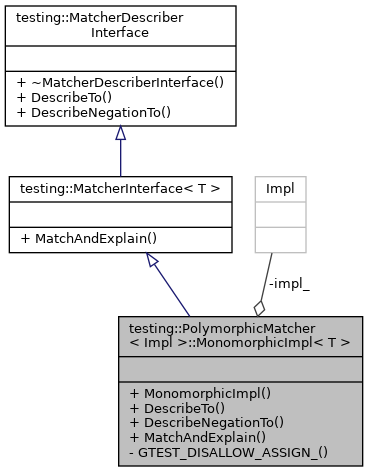 testing::MatcherDescriber
Interface
+ ~MatcherDescriberInterface()
+ DescribeTo()
+ DescribeNegationTo()
testing::MatcherInterface< T >
+ MatchAndExplain()
Impl
-impl_
testing::PolymorphicMatcher
< Impl >::MonomorphicImpl< T >
+ MonomorphicImpl()
+ DescribeTo()
+ DescribeNegationTo()
+ MatchAndExplain()
- GTEST_DISALLOW_ASSIGN_()